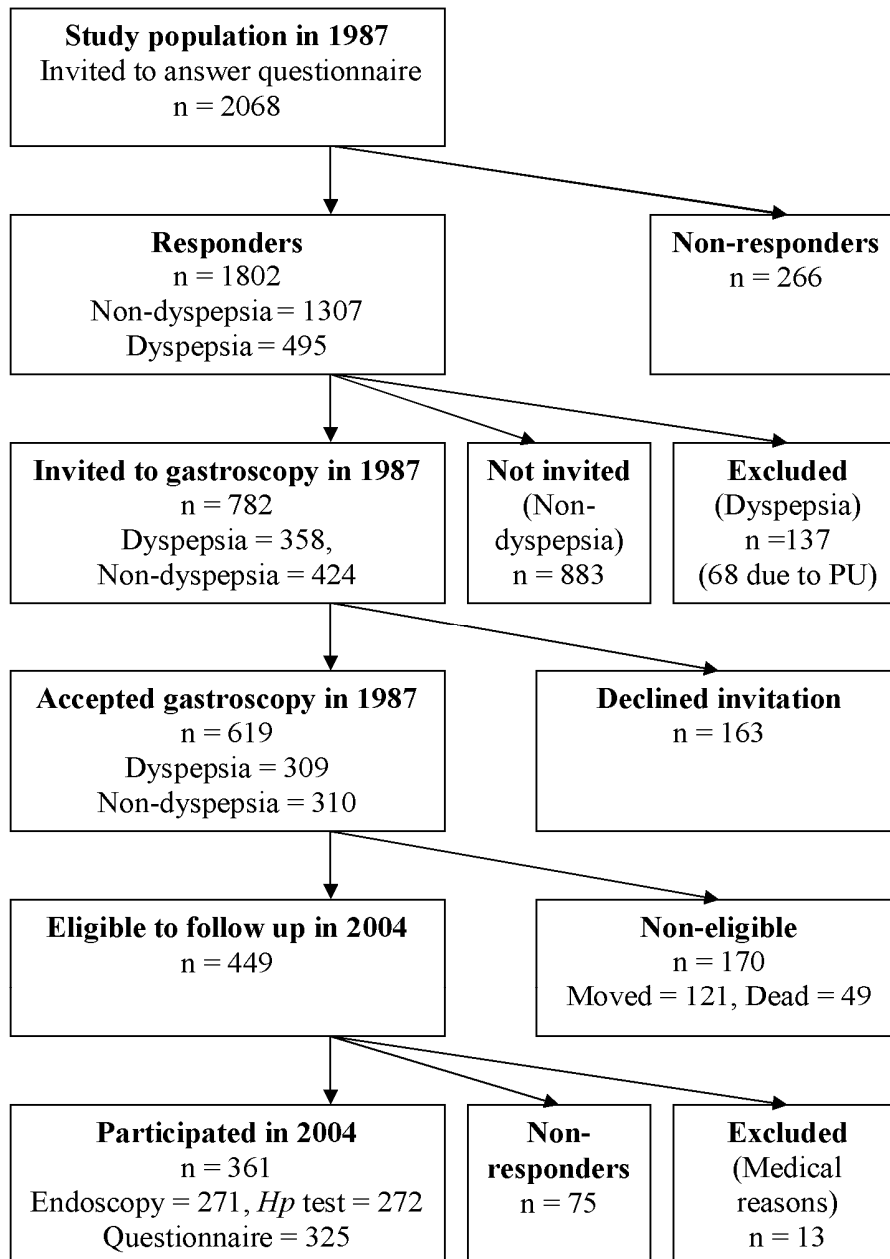 Study population in 1987
Invited to answer questionnaire
n = 2068
Responders
n = 1802
Non-dyspepsia = 1307
Dyspepsia = 495
Non-responders
n = 266
Invited to gastroscopy in 1987
n = 782
Dyspepsia = 358,
Non-dyspepsia = 424
Not invited
(Non-
dyspepsia)
n = 883
Excluded
(Dyspepsia)
n =137
(68 due to PU)
Accepted gastroscopy in 1987
n = 619
Dyspepsia = 309
Non-dyspepsia = 310
Declined invitation
n = 163
Eligible to follow up in 2004
n = 449
Non-eligible
n = 170
Moved = 121, Dead = 49
Participated in 2004
n = 361
Endoscopy = 271, Hp test = 272
Questionnaire = 325
Non-
responders
n = 75
Excluded
(Medical
reasons)
n = 13